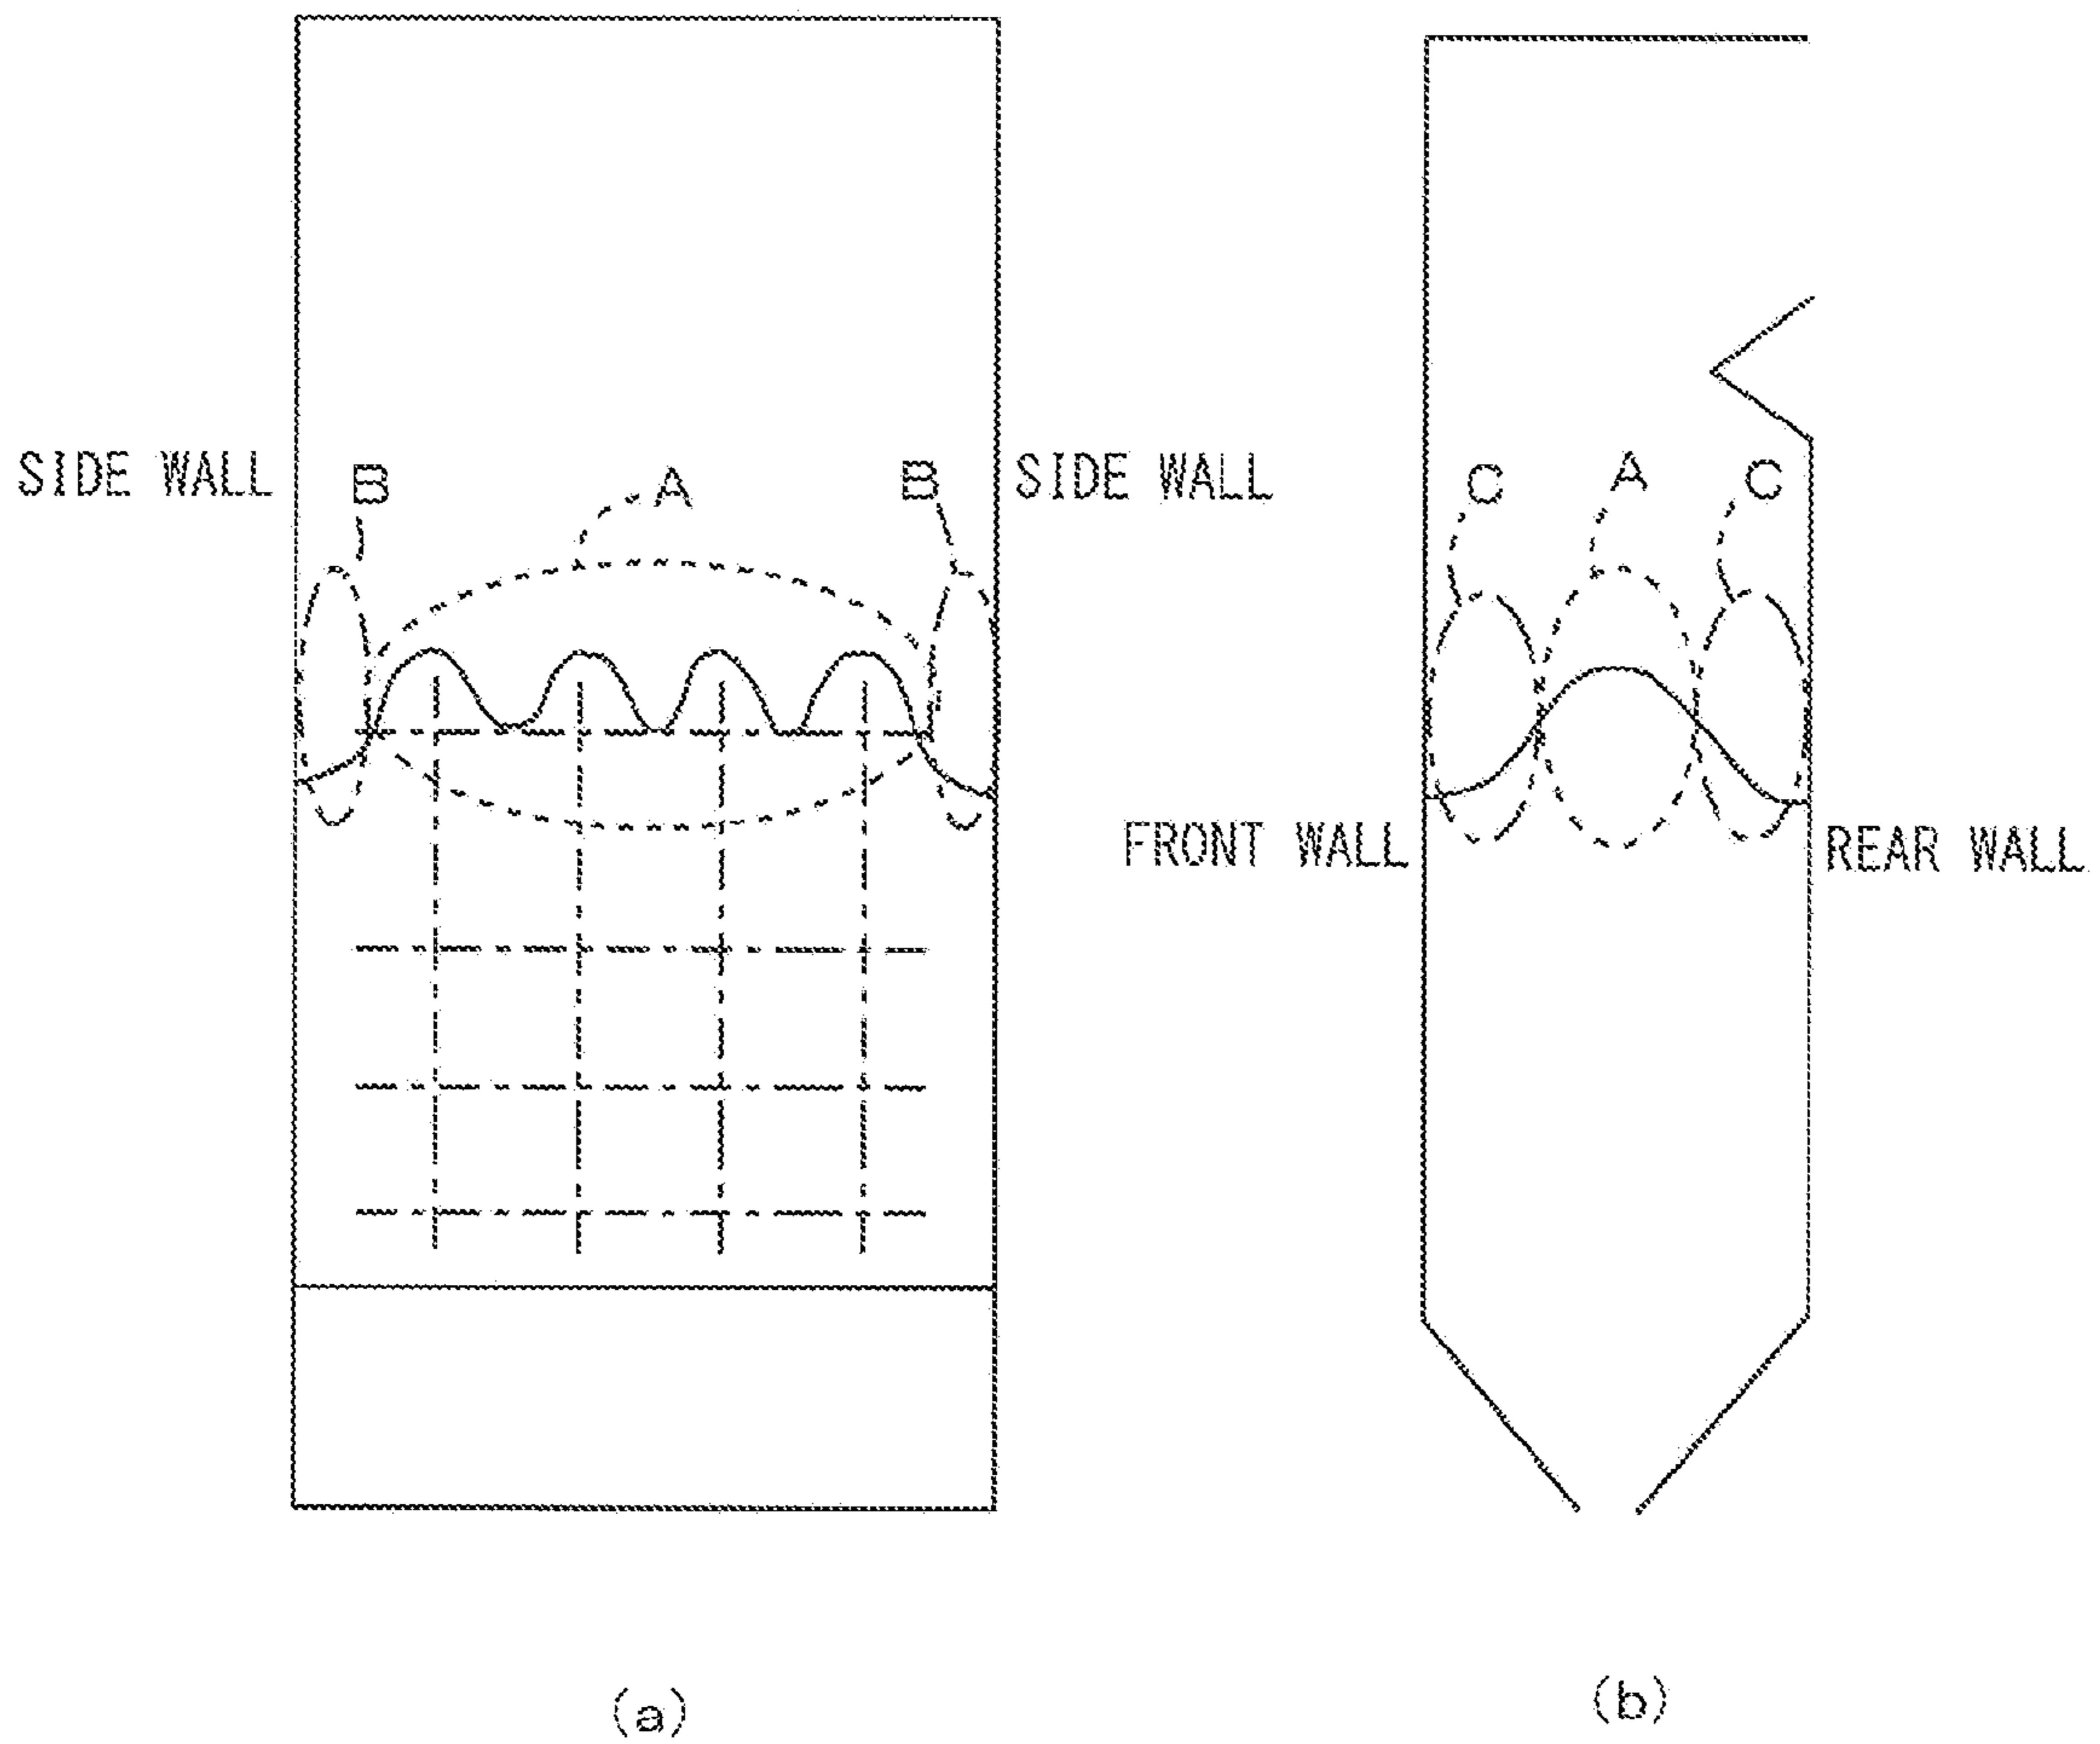 SIDE WALL B A B SIDE WALL
C A C
FRONT WALL REAR WALL
(a) (b)